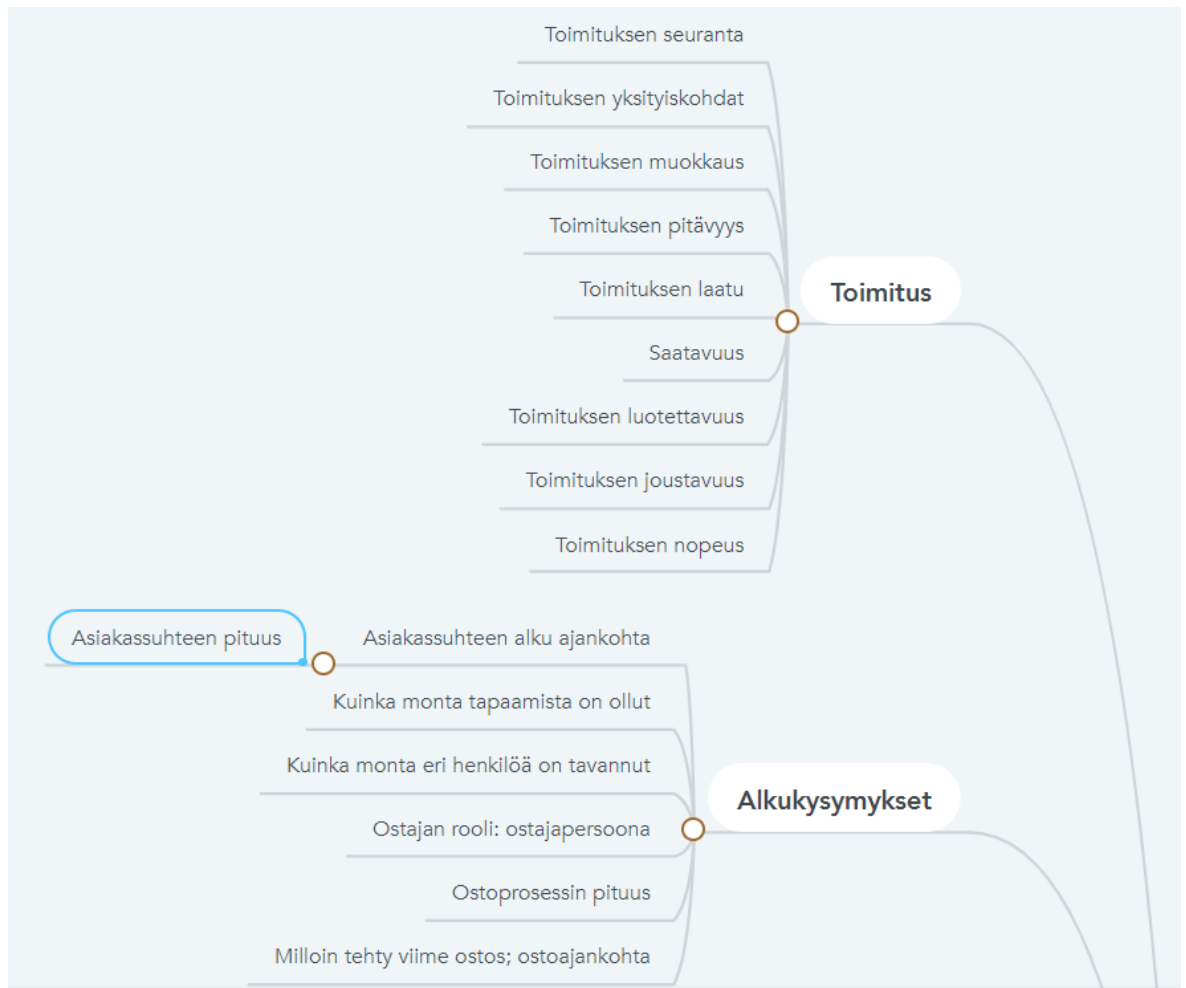 Toimituksen seuranta
Toimituksen yksityiskohdat
Toimituksen muokkaus
Toimituksen pitävyys
Toimituksen laatu
Toimitus
Saatavuus
Toimituksen luotettavuus
Toimituksen joustavuus
Toimituksen nopeus
Asiakassuhteen pituus
Asiakassuhteen alku ajankohta
Kuinka monta tapaamista on ollut
Kuinka monta eri henkilöä on tavannut
Alkukysymykset
Ostajan rooli: ostajapersoona
Ostoprosessin pituus
Milloin tehty viime ostos; ostoajankohta